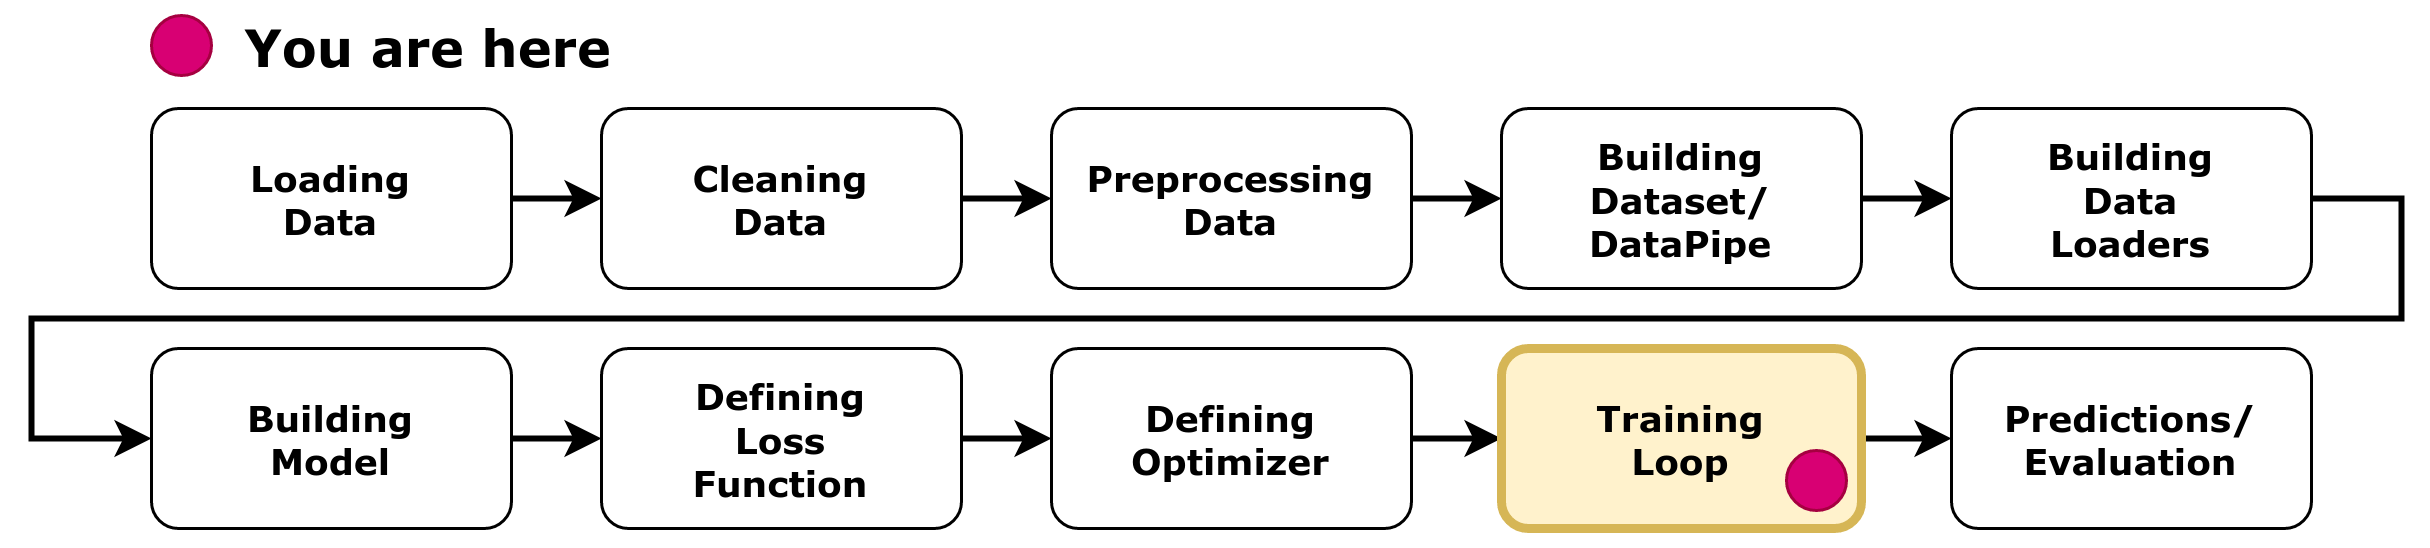 You are here
Loading
Data
Cleaning
Data
Preprocessing
Data
Building
Dataset/
DataPipe
Building
Data
Loaders
Building
Model
Defining
Loss
Function
Defining
Optimizer
Training
Loop
Predictions/
Evaluation